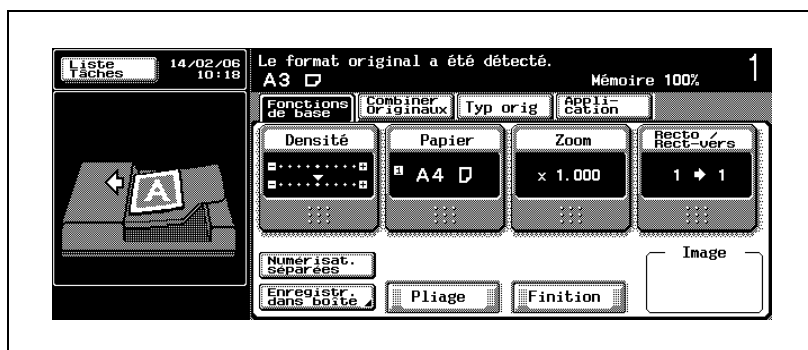 Liste
Tâches
14/02/06
10:18
Le format original a été détecté.
A3
Mémoire 100%
1
Fonctions
de base
Combiner
Originaux
Typ orig
Appli-
cation
Densité
Papier
Zoom
Recto /
Rect-vers
1 A4
× 1.000
1 → 1
A
Numérisat.
séparées
Image
Enregistr.
dans boîte
Pliage
Finition